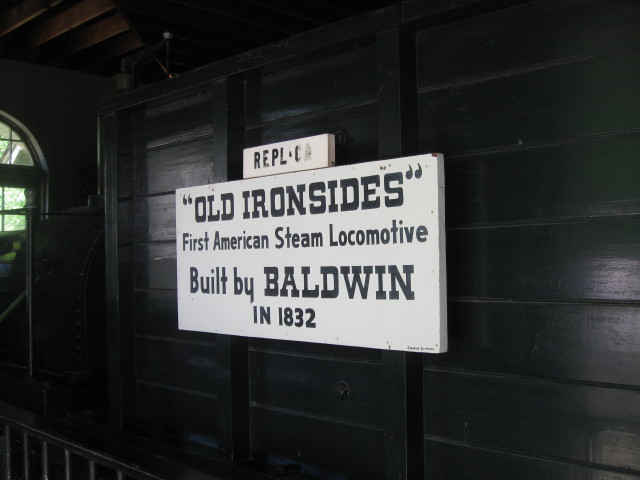 REPLICA
"OLD IRONSIDES"
First American Steam Locomotive
Built by BALDWIN
IN 1832